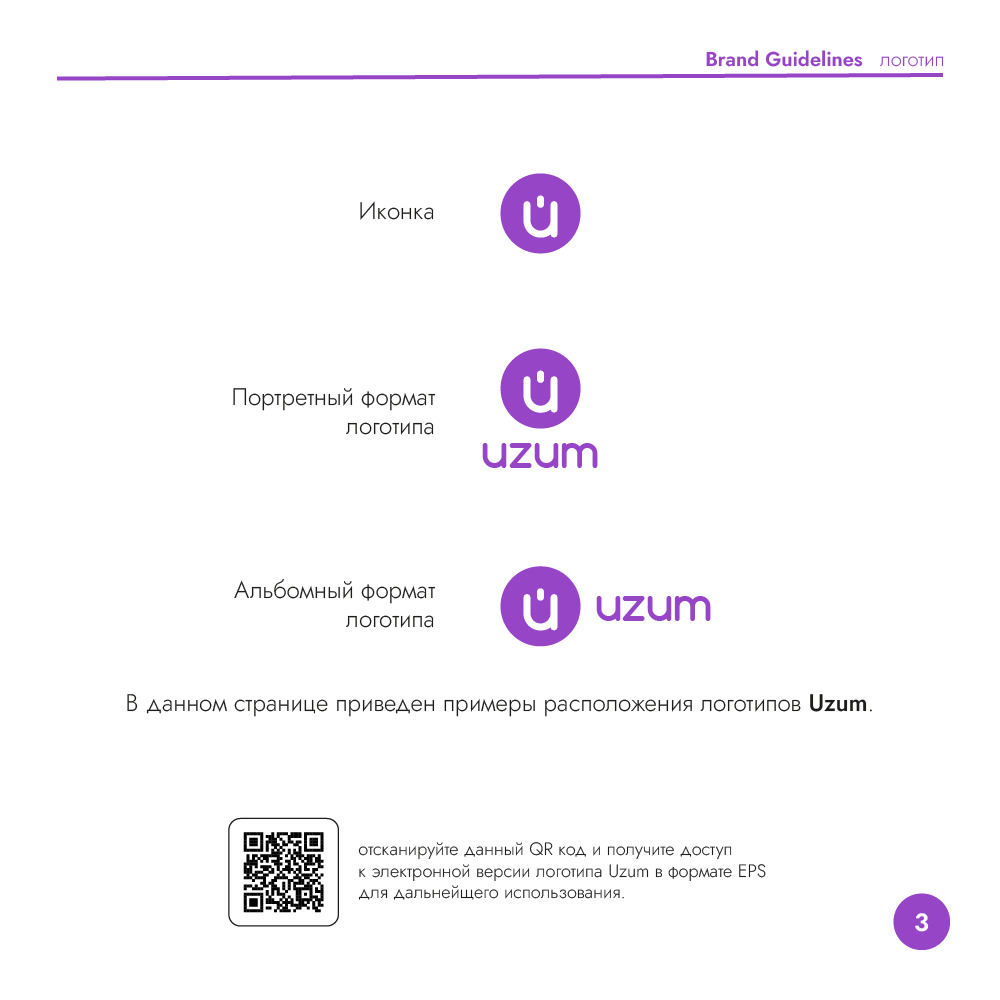 Brand Guidelines логотип
Иконка
Портретный формат
логотипа
uzum
Альбомный формат
логотипа
uzum
В данном странице приведен примеры расположения логотипов Uzum.
отсканируйте данный QR код и получите доступ
к электронной версии логотипа Uzum в формате EPS
для дальнейщего использования.
3